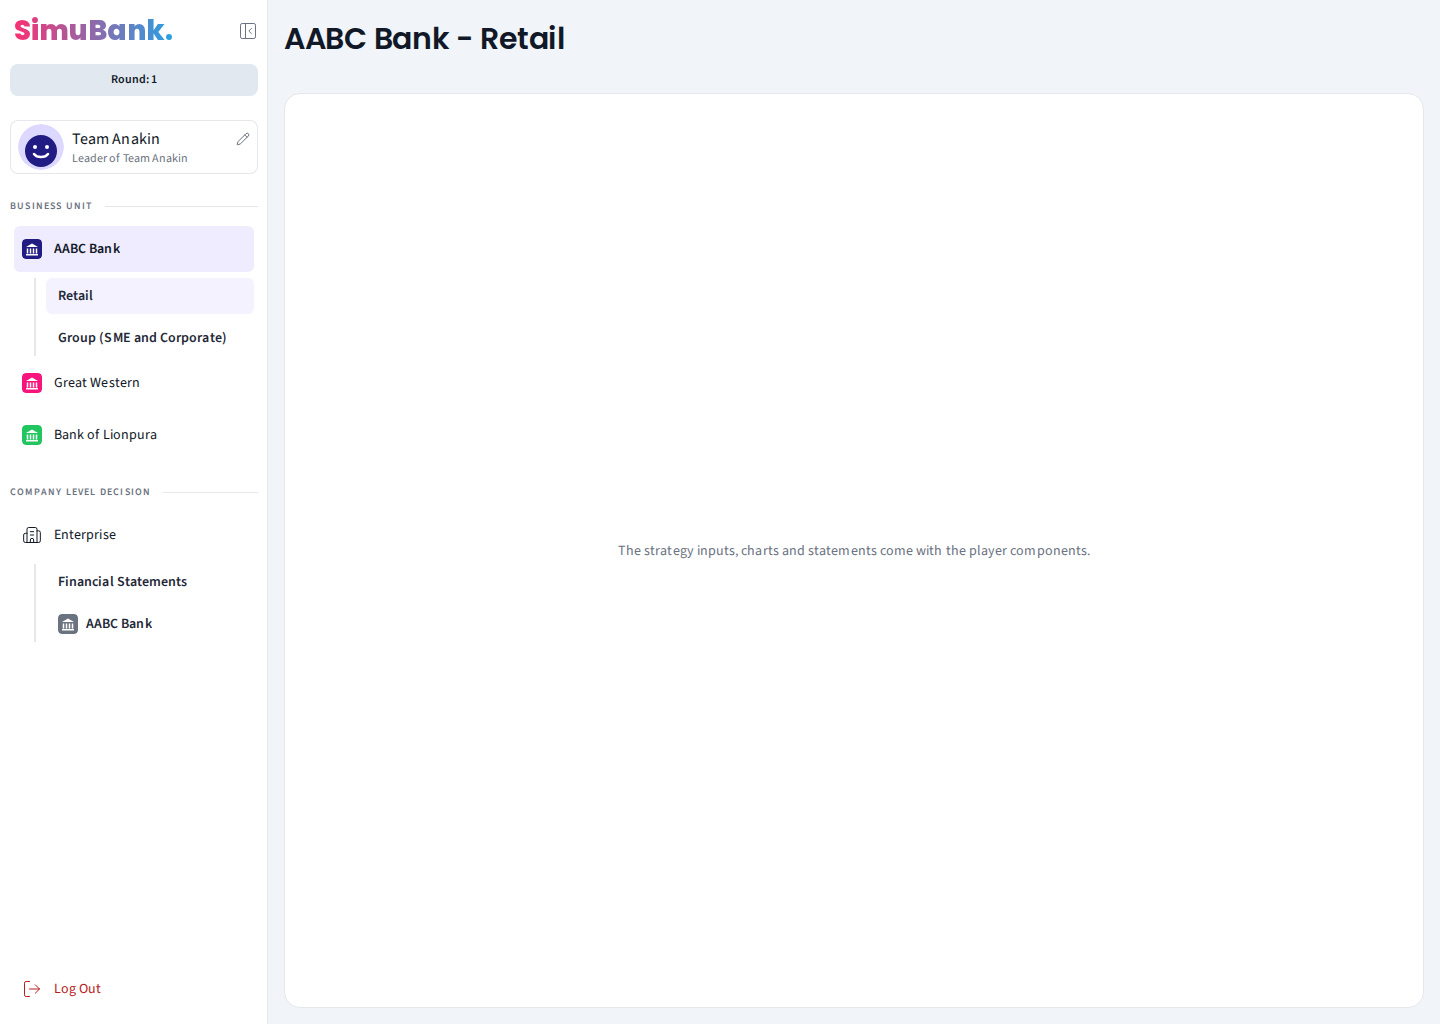 SimuBank.
Round: 1
Team Anakin
Leader of Team Anakin
BUSINESS UNIT
AABC Bank
Retail
Group (SME and Corporate)
Great Western
Bank of Lionpura
COMPANY LEVEL DECISION
Enterprise
Financial Statements
AABC Bank
Log Out
AABC Bank - Retail
The strategy inputs, charts and statements come with the player components.